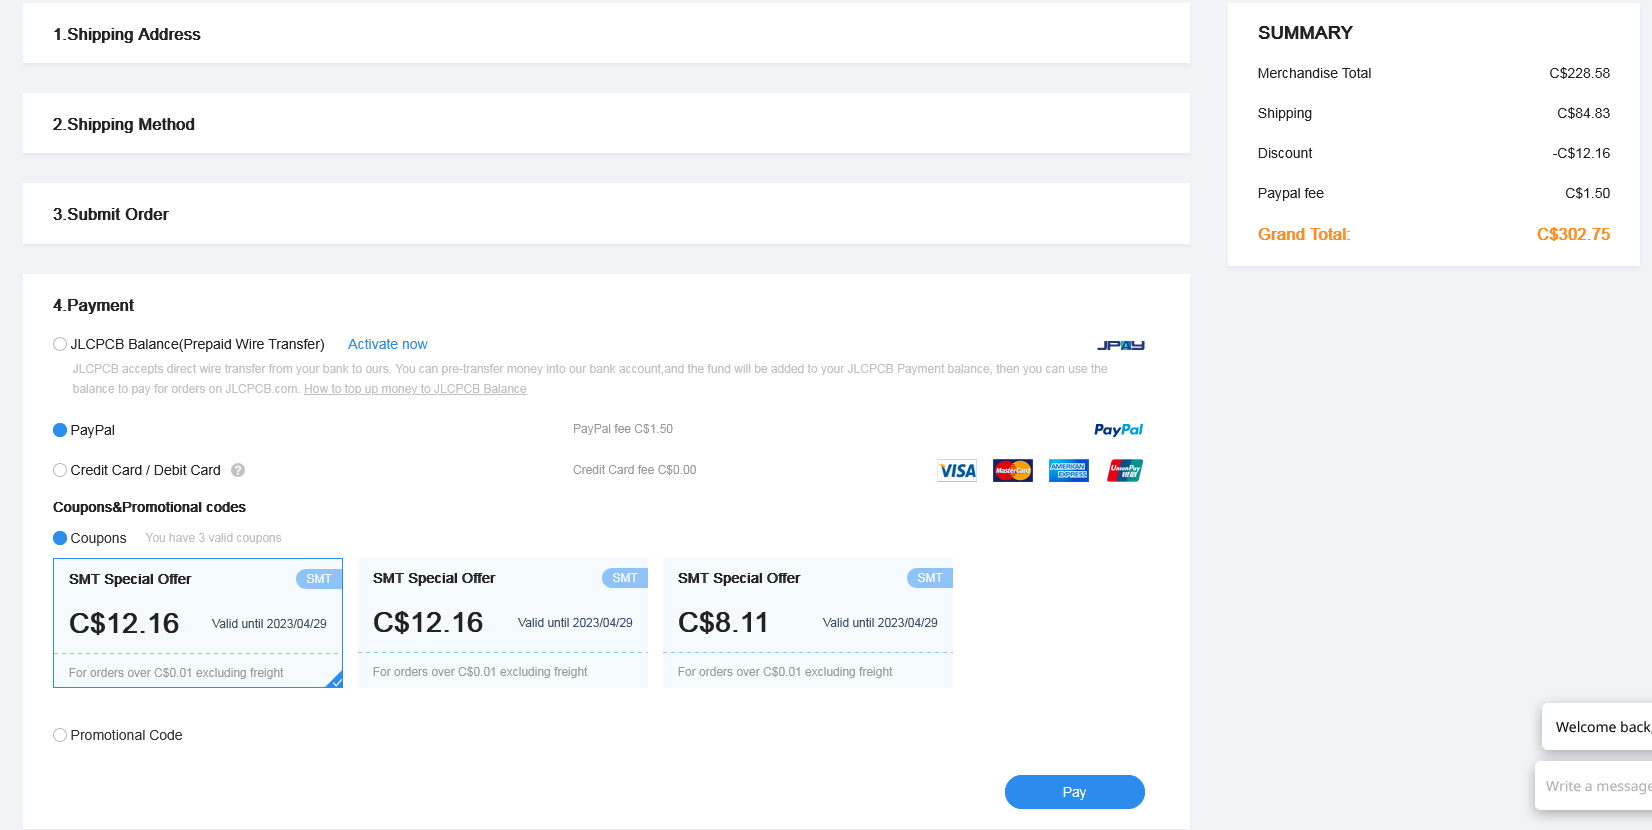 1.Shipping Address
2.Shipping Method
3.Submit Order
4.Payment
JLCPCB Balance(Prepaid Wire Transfer) Activate now
JPAY
JLCPCB accepts direct wire transfer from your bank to ours. You can pre-transfer money into our bank account,and the fund will be added to your JLCPCB Payment balance, then you can use the
balance to pay for orders on JLCPCB.com. How to top up money to JLCPCB Balance
PayPal PayPal fee C$1.50 PayPal
Credit Card / Debit Card ? Credit Card fee C$0.00 VISA MasterCard AMERICAN EXPRESS UnionPay 银联
Coupons&Promotional codes
Coupons You have 3 valid coupons
SMT Special Offer SMT
C$12.16 Valid until 2023/04/29
For orders over C$0.01 excluding freight
SMT Special Offer SMT
C$12.16 Valid until 2023/04/29
For orders over C$0.01 excluding freight
SMT Special Offer SMT
C$8.11 Valid until 2023/04/29
For orders over C$0.01 excluding freight
Promotional Code
Pay
SUMMARY
Merchandise Total C$228.58
Shipping C$84.83
Discount -C$12.16
Paypal fee C$1.50
Grand Total: C$302.75
Welcome back,
Write a message